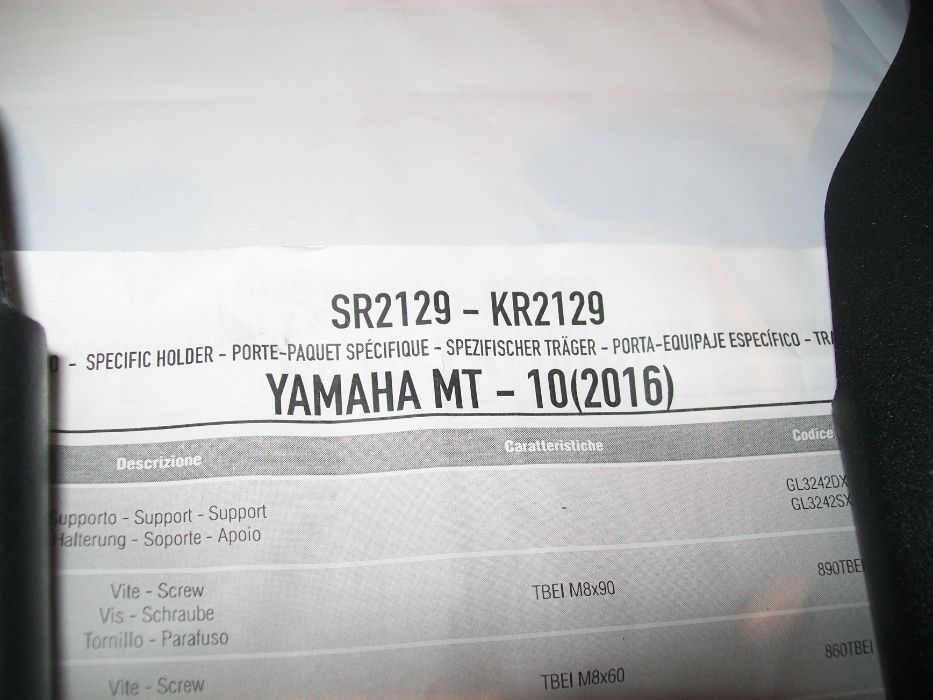 SR2129 - KR2129
- SPECIFIC HOLDER - PORTE-PAQUET SPÉCIFIQUE - SPEZIFISCHER TRÄGER - PORTA-EQUIPAJE ESPECÍFICO -
YAMAHA MT - 10(2016)
Descrizione Caratteristiche Codice
Supporto - Support - Support
Halterung - Soporte - Apoio
-
GL3242DX
GL3242SX
Vite - Screw
Vis - Schraube
Tornillo - Parafuso
TBEI M8x90
890TBEI
Vite - Screw
TBEI M8x60
860TBEI